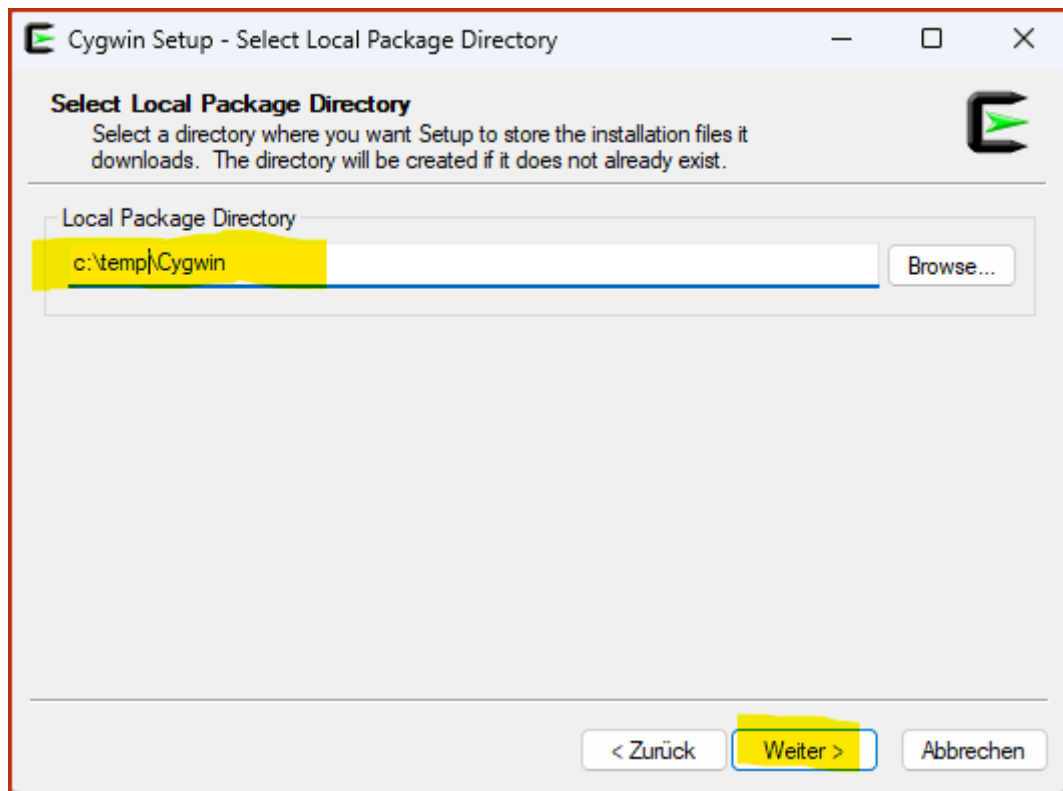 Cygwin Setup - Select Local Package Directory
Select Local Package Directory
Select a directory where you want Setup to store the installation files it
downloads.  The directory will be created if it does not already exist.
Local Package Directory
c:\temp\Cygwin
Browse...
< Zurück
Weiter >
Abbrechen